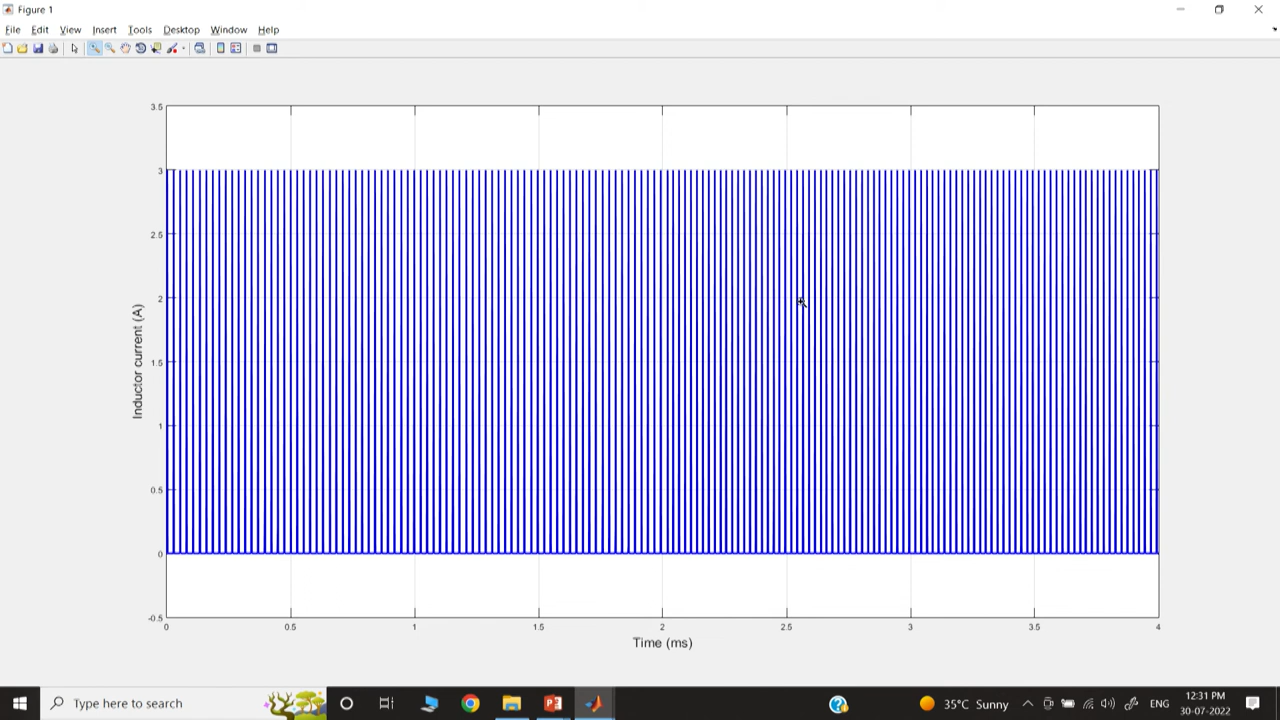 Figure 1
File Edit View Insert Tools Desktop Window Help
3.5
3
2.5
2
1.5
1
0.5
0
-0.5
Inductor current (A)
0 0.5 1 1.5 2 2.5 3 3.5 4
Time (ms)
Type here to search
35°C Sunny
ENG
12:31 PM
30-07-2022